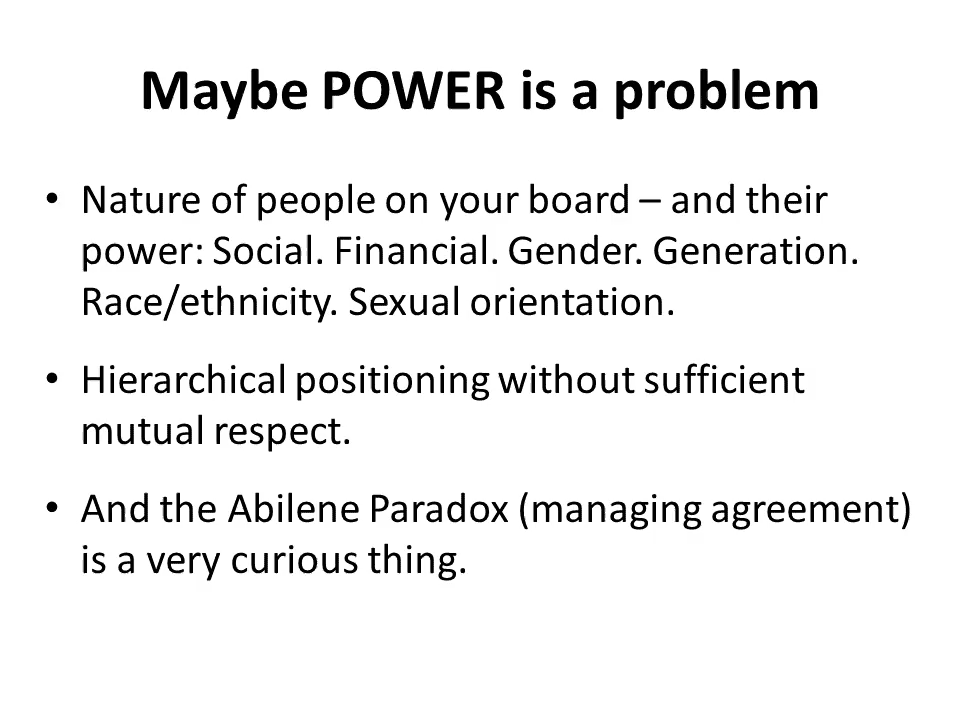 Maybe POWER is a problem
• Nature of people on your board – and their
power: Social. Financial. Gender. Generation.
Race/ethnicity. Sexual orientation.
• Hierarchical positioning without sufficient
mutual respect.
• And the Abilene Paradox (managing agreement)
is a very curious thing.